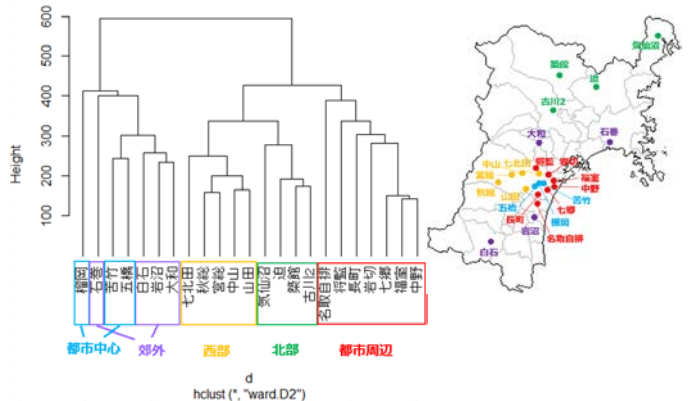 600
500
400
300
200
100
Height
榴岡
石巻
苦竹
五橋
白石
岩沼
大和
七北田
秋総
宮総
中山
山田
気仙沼
迫
築館
古川2
名取自排
将監
長町
岩切
七郷
福室
中野
都市中心
郊外
西部
北部
都市周辺
d
hclust (*, "ward.D2")
気仙沼
築館
迫
古川2
大和
石巻
中山
七北田
将監
岩切
宮総
福室
秋総
中野
山田
苦竹
五橋
七郷
長町
榴岡
岩沼
名取自排
白石